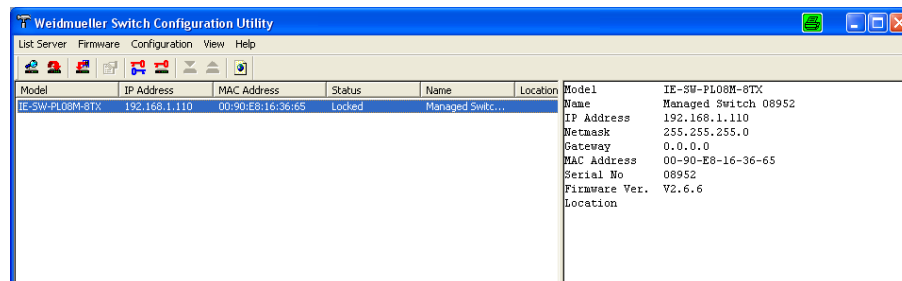 Weidmueller Switch Configuration Utility
List Server Firmware Configuration View Help
Model IP Address MAC Address Status Name Location
IE-SW-PL08M-8TX 192.168.1.110 00:90:E8:16:36:65 Locked Managed Switc...
Model IE-SW-PL08M-8TX
Name Managed Switch 08952
IP Address 192.168.1.110
Netmask 255.255.255.0
Gateway 0.0.0.0
MAC Address 00-90-E8-16-36-65
Serial No 08952
Firmware Ver. V2.6.6
Location